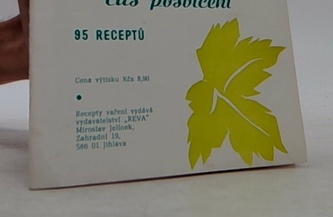 čas posvícení
95 RECEPTŮ
Cena výtisku Kčs 8,90
Recepty vaření vydává
vydavatelství „REVA"
Miroslav Jelínek,
Zahradní 19,
586 01 Jihlava